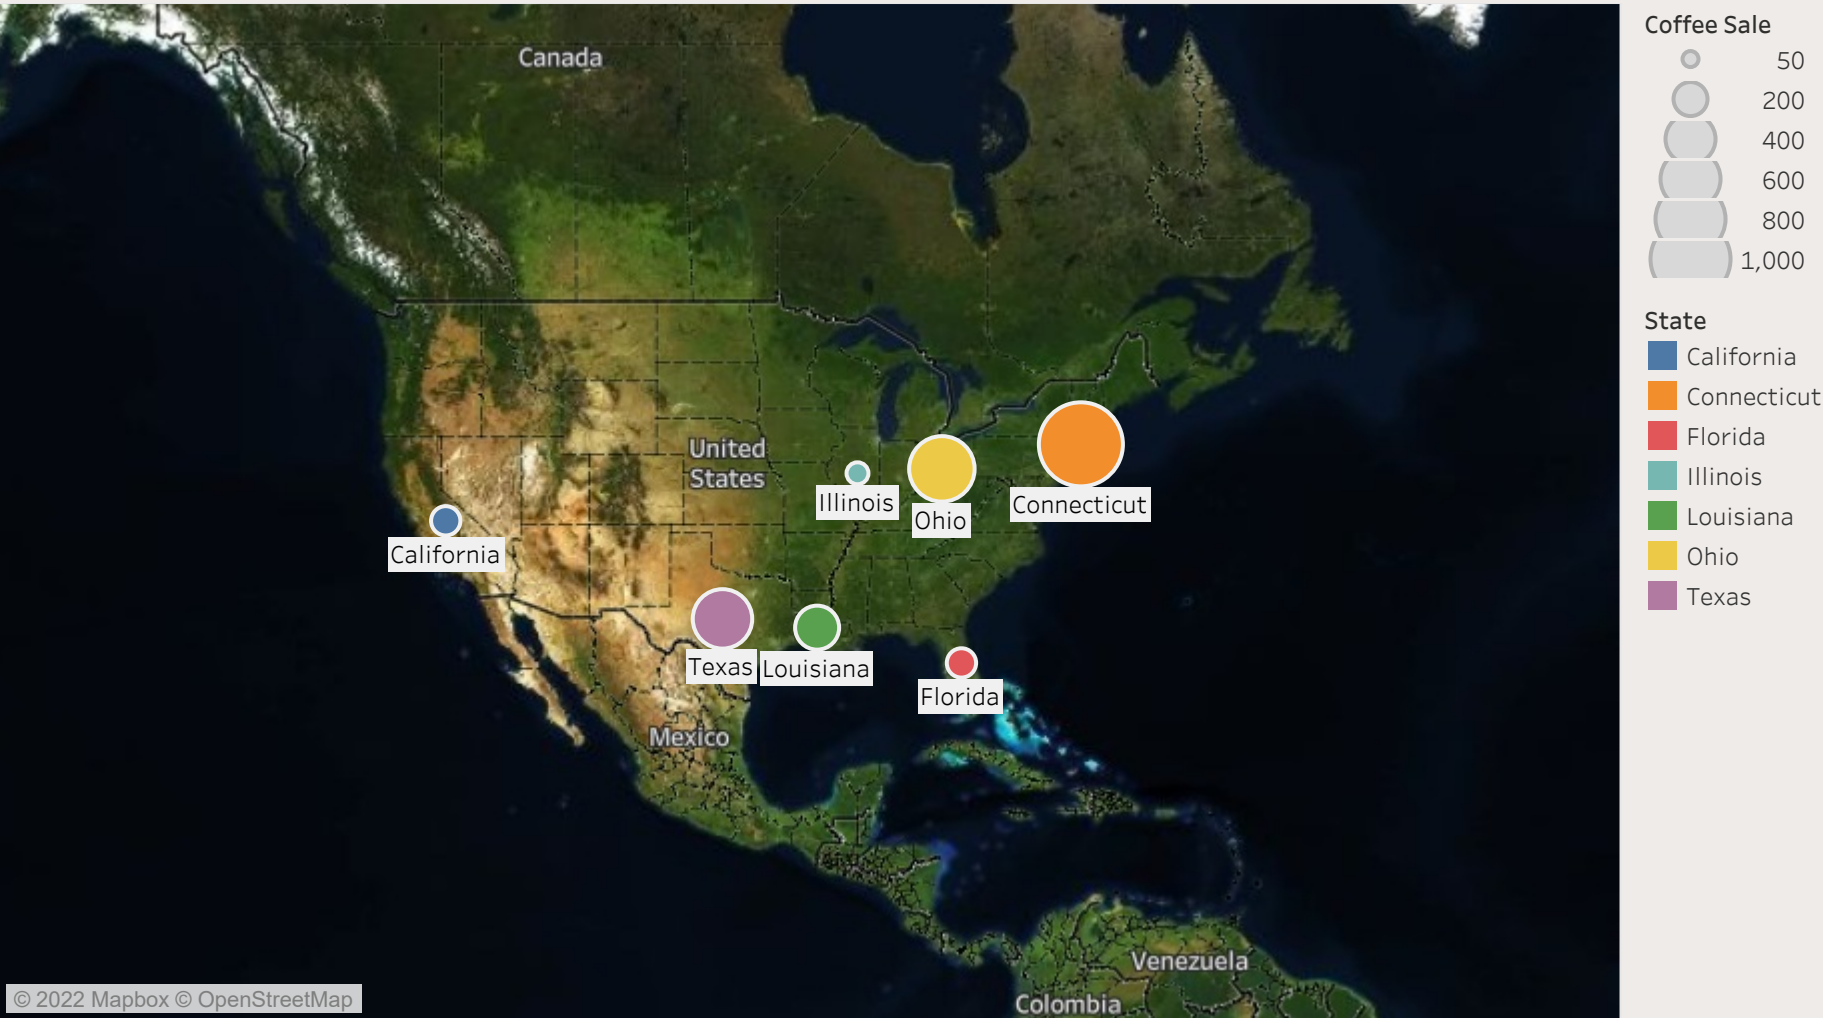 Canada
United
States
Illinois
Ohio
Connecticut
California
Texas
Louisiana
Florida
Mexico
Venezuela
Colombia
© 2022 Mapbox © OpenStreetMap
Coffee Sale
50
200
400
600
800
1,000
State
California
Connecticut
Florida
Illinois
Louisiana
Ohio
Texas